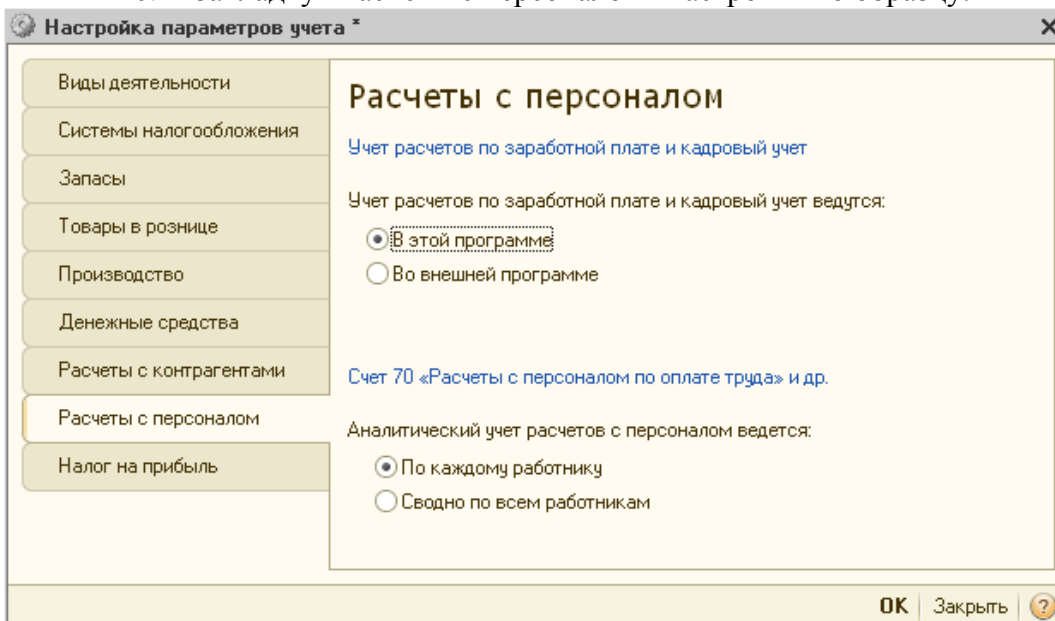 Настройка параметров учета *
Виды деятельности
Системы налогообложения
Запасы
Товары в рознице
Производство
Денежные средства
Расчеты с контрагентами
Расчеты с персоналом
Налог на прибыль
Расчеты с персоналом
Учет расчетов по заработной плате и кадровый учет
Учет расчетов по заработной плате и кадровый учет ведутся:
В этой программе
Во внешней программе
Счет 70 «Расчеты с персоналом по оплате труда» и др.
Аналитический учет расчетов с персоналом ведется:
По каждому работнику
Сводно по всем работникам
OK Закрыть ?